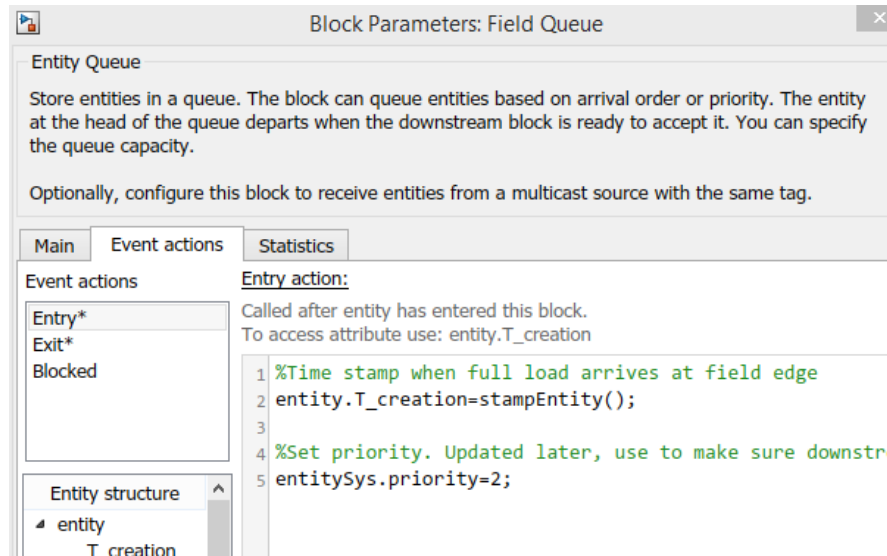 Block Parameters: Field Queue
Entity Queue
Store entities in a queue. The block can queue entities based on arrival order or priority. The entity
at the head of the queue departs when the downstream block is ready to accept it. You can specify
the queue capacity.
Optionally, configure this block to receive entities from a multicast source with the same tag.
Main
Event actions
Statistics
Event actions
Entry*
Exit*
Blocked
Entry action:
Called after entity has entered this block.
To access attribute use: entity.T_creation
1 %Time stamp when full load arrives at field edge
2 entity.T_creation=stampEntity();
3
4 %Set priority. Updated later, use to make sure downstr
5 entitySys.priority=2;
Entity structure
entity
T_creation